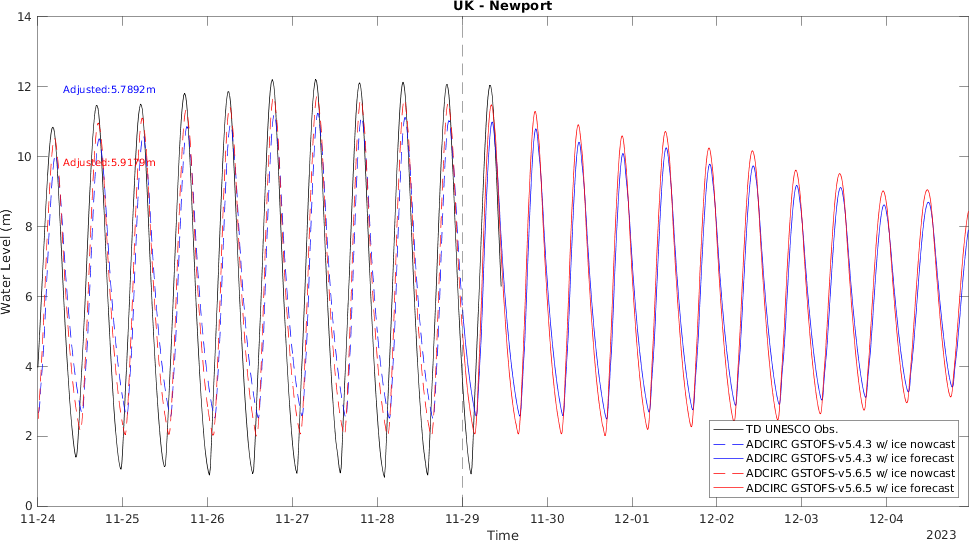 UK - Newport
14
12
10
8
6
4
2
0
Water Level (m)
Adjusted:5.7892m
Adjusted:5.9179m
TD UNESCO Obs.
ADCIRC GSTOFS-v5.4.3 w/ ice nowcast
ADCIRC GSTOFS-v5.4.3 w/ ice forecast
ADCIRC GSTOFS-v5.6.5 w/ ice nowcast
ADCIRC GSTOFS-v5.6.5 w/ ice forecast
11-24 11-25 11-26 11-27 11-28 11-29 11-30 12-01 12-02 12-03 12-04
Time
2023